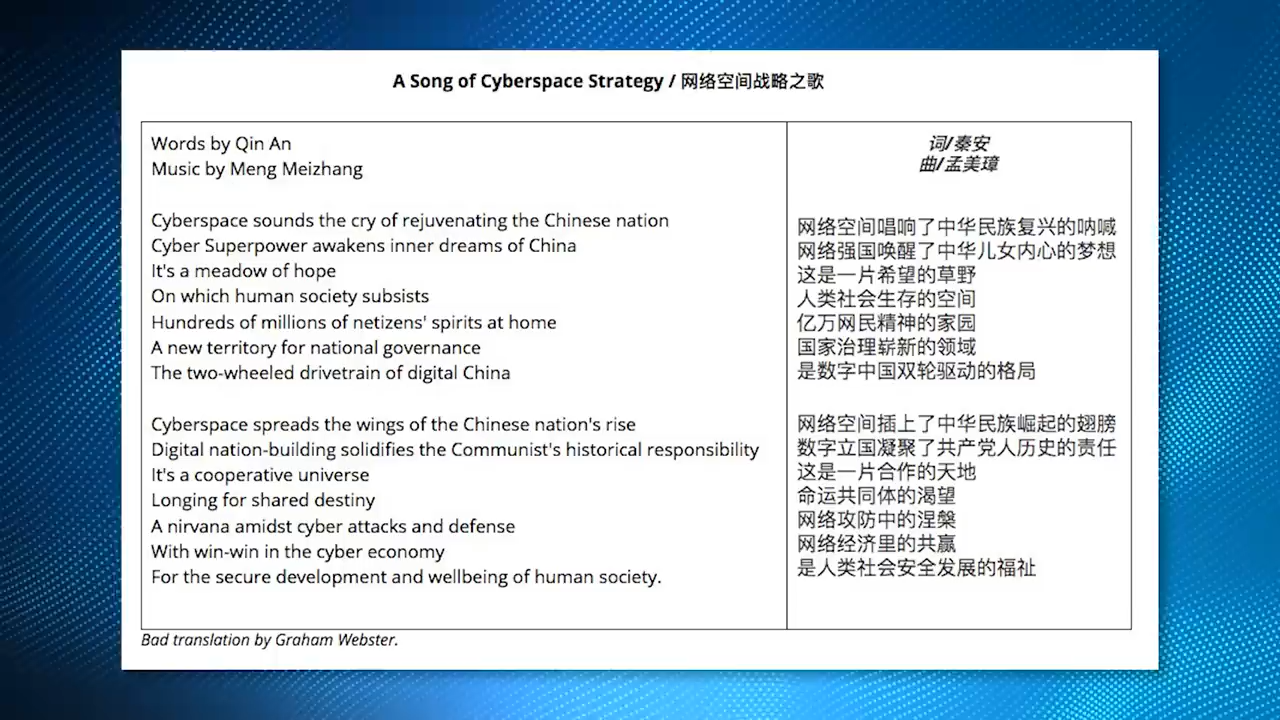 A Song of Cyberspace Strategy / 网络空间战略之歌
Words by Qin An
Music by Meng Meizhang
Cyberspace sounds the cry of rejuvenating the Chinese nation
Cyber Superpower awakens inner dreams of China
It's a meadow of hope
On which human society subsists
Hundreds of millions of netizens' spirits at home
A new territory for national governance
The two-wheeled drivetrain of digital China
Cyberspace spreads the wings of the Chinese nation's rise
Digital nation-building solidifies the Communist's historical responsibility
It's a cooperative universe
Longing for shared destiny
A nirvana amidst cyber attacks and defense
With win-win in the cyber economy
For the secure development and wellbeing of human society.
词/秦安
曲/孟美璋
网络空间唱响了中华民族复兴的呐喊
网络强国唤醒了中华儿女内心的梦想
这是一片希望的草野
人类社会生存的空间
亿万网民精神的家园
国家治理崭新的领域
是数字中国双轮驱动的格局
网络空间插上了中华民族崛起的翅膀
数字立国凝聚了共产党人历史的责任
这是一片合作的天地
命运共同体的渴望
网络攻防中的涅槃
网络经济里的共赢
是人类社会安全发展的福祉
Bad translation by Graham Webster.